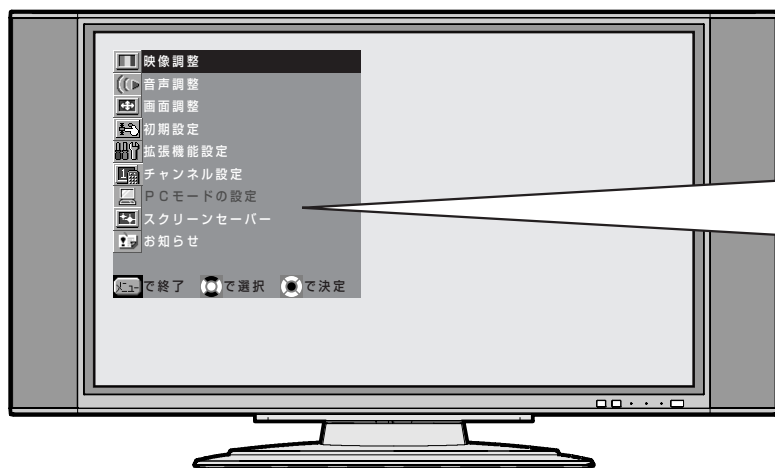 映像調整
音声調整
画面調整
初期設定
拡張機能設定
チャンネル設定
PCモードの設定
スクリーンセーバー
お知らせ
メニューで終了 で選択 で決定